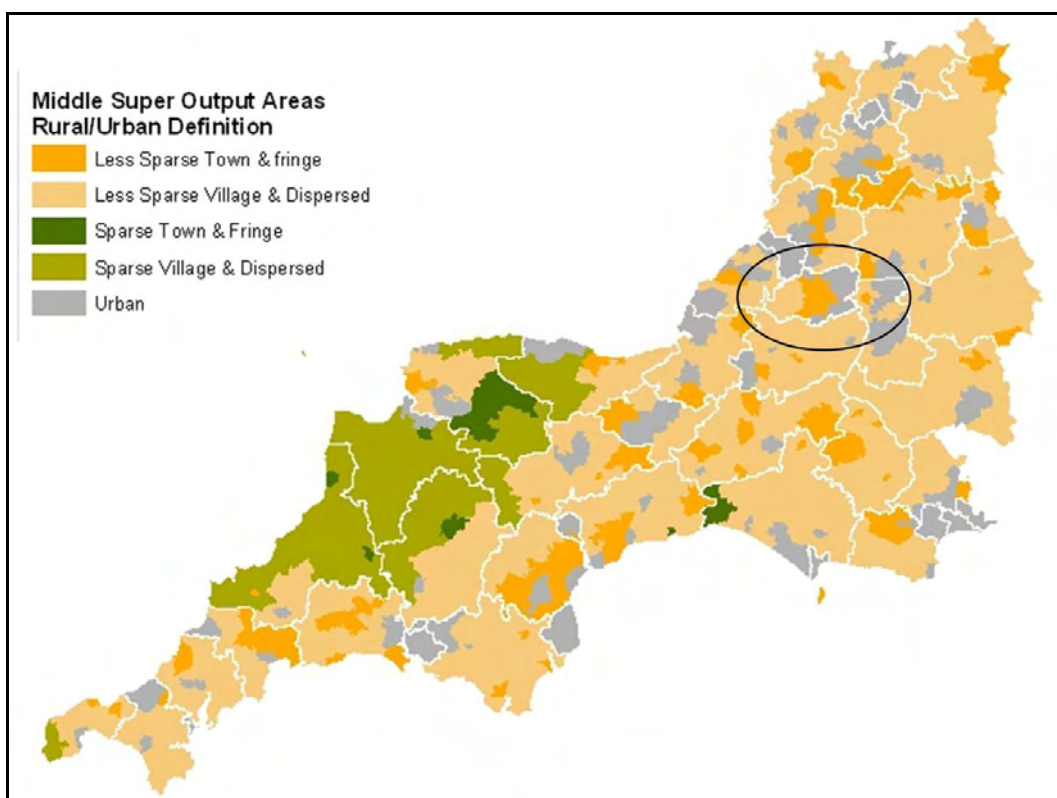 Middle Super Output Areas
Rural/Urban Definition
Less Sparse Town & fringe
Less Sparse Village & Dispersed
Sparse Town & Fringe
Sparse Village & Dispersed
Urban